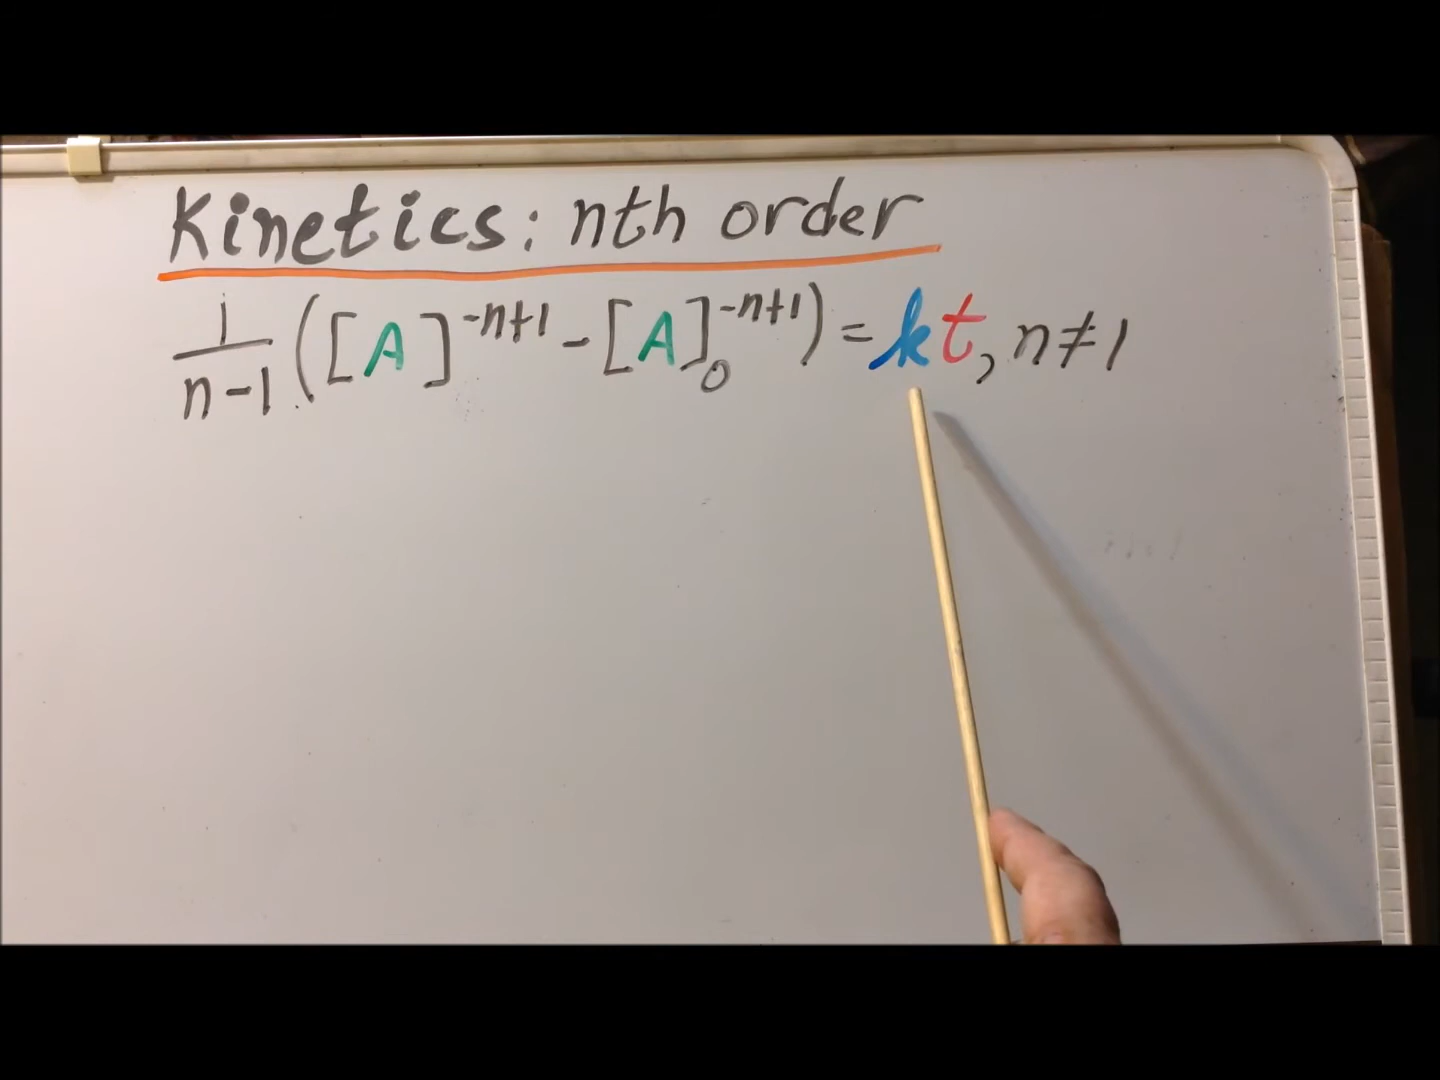 Kinetics: nth order
1/(n-1) ([A]^{-n+1} - [A]_0^{-n+1}) = kt, n≠1